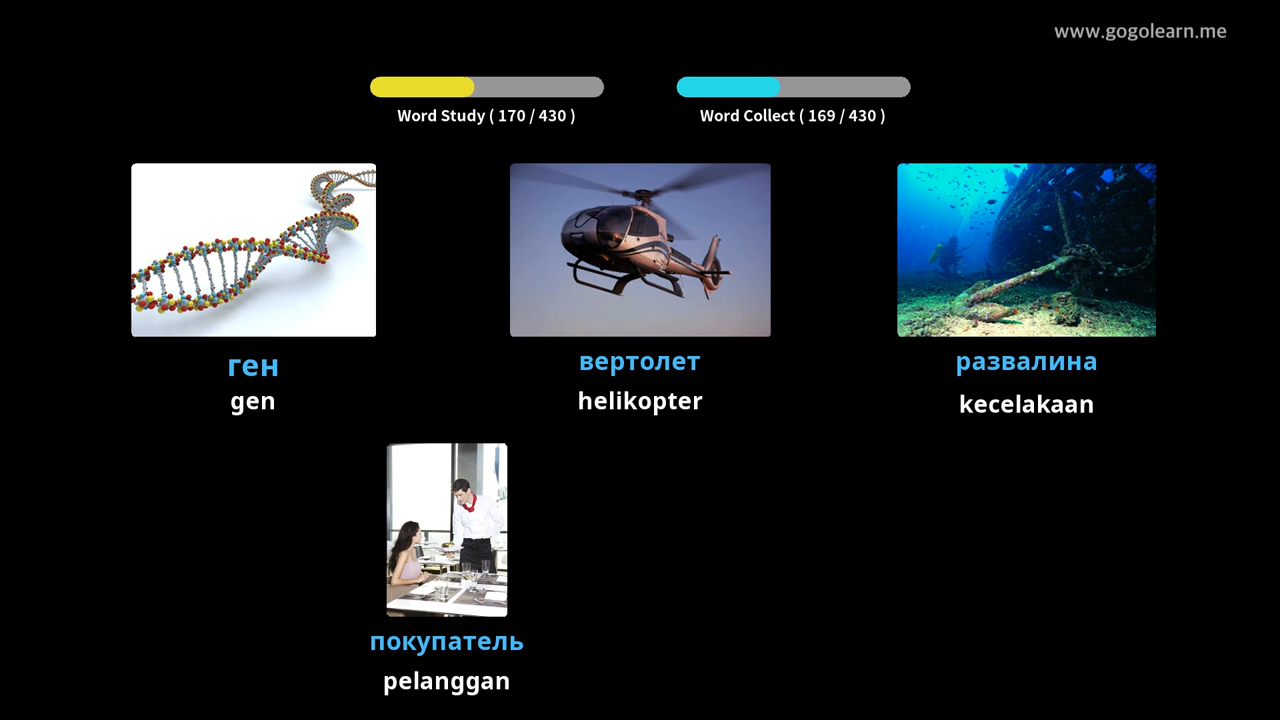 www.gogolearn.me
Word Study ( 170 / 430 )
Word Collect ( 169 / 430 )
ген
gen
вертолет
helikopter
развалина
kecelakaan
покупатель
pelanggan